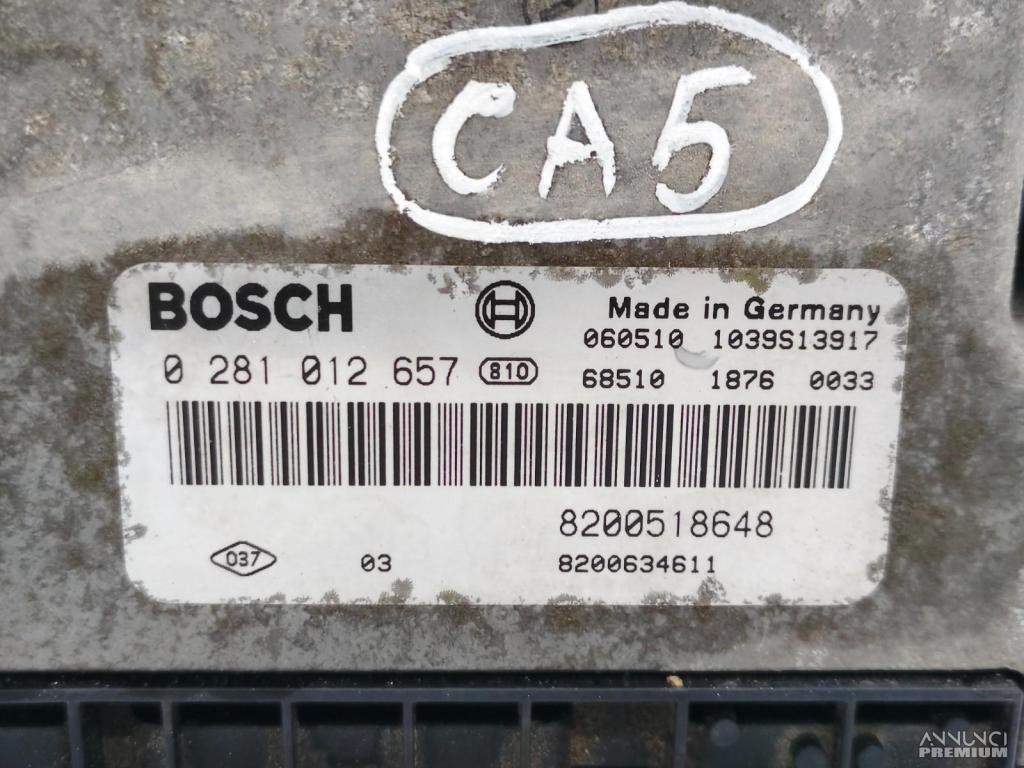 CA5
BOSCH Made in Germany
060510 1039S13917
0 281 012 657 810 68510 1876 0033
8200518648
037 03 8200634611
ANNUNCI
PREMIUM